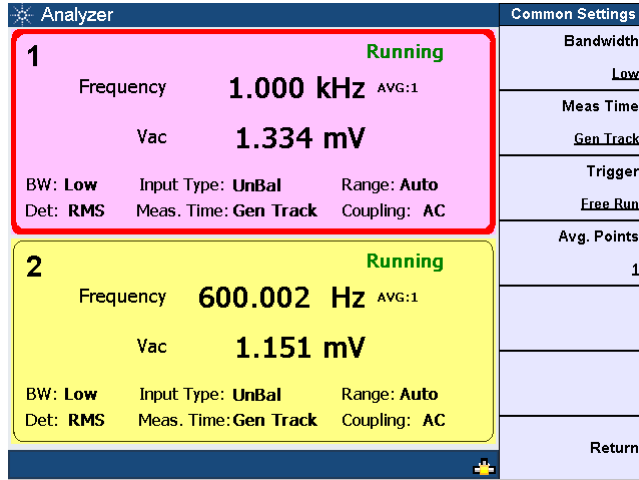 Analyzer
1
Running
Frequency 1.000 kHz AVG:1
Vac 1.334 mV
BW: Low Input Type: UnBal Range: Auto
Det: RMS Meas. Time: Gen Track Coupling: AC
2
Running
Frequency 600.002 Hz AVG:1
Vac 1.151 mV
BW: Low Input Type: UnBal Range: Auto
Det: RMS Meas. Time: Gen Track Coupling: AC
Common Settings
Bandwidth
Low
Meas Time
Gen Track
Trigger
Free Run
Avg. Points
1
Return